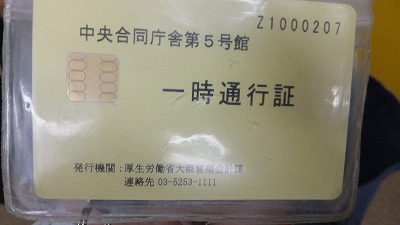 Z1000207
中央合同庁舎第5号館
一時通行証
発行機関：厚生労働省大臣官房会計課
連絡先 03-5253-1111